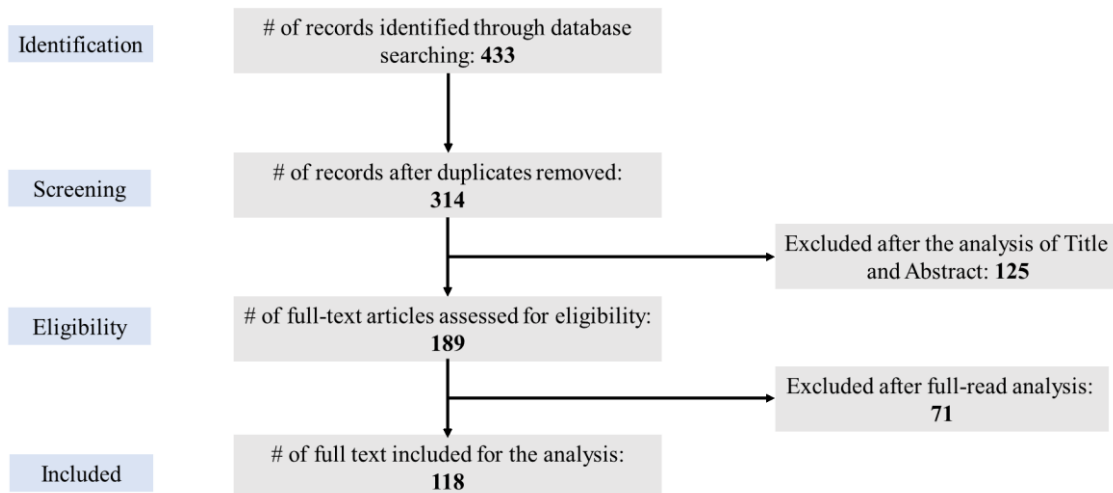 Identification
# of records identified through database
searching: 433
Screening
# of records after duplicates removed:
314
Excluded after the analysis of Title
and Abstract: 125
Eligibility
# of full-text articles assessed for eligibility:
189
Excluded after full-read analysis:
71
Included
# of full text included for the analysis:
118